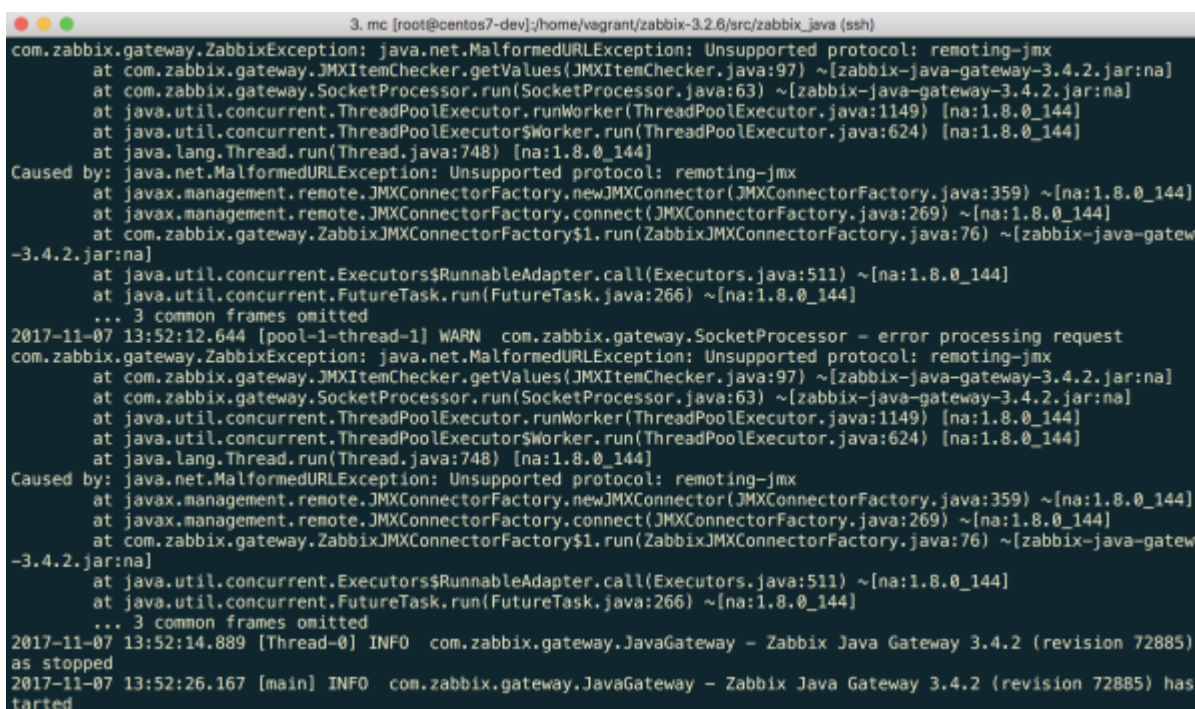 3. mc [root@centos7-dev]:/home/vagrant/zabbix-3.2.6/src/zabbix_java (ssh)
com.zabbix.gateway.ZabbixException: java.net.MalformedURLException: Unsupported protocol: remoting-jmx
at com.zabbix.gateway.JMXItemChecker.getValues(JMXItemChecker.java:97) ~[zabbix-java-gateway-3.4.2.jar:na]
at com.zabbix.gateway.SocketProcessor.run(SocketProcessor.java:63) ~[zabbix-java-gateway-3.4.2.jar:na]
at java.util.concurrent.ThreadPoolExecutor.runWorker(ThreadPoolExecutor.java:1149) [na:1.8.0_144]
at java.util.concurrent.ThreadPoolExecutor$Worker.run(ThreadPoolExecutor.java:624) [na:1.8.0_144]
at java.lang.Thread.run(Thread.java:748) [na:1.8.0_144]
Caused by: java.net.MalformedURLException: Unsupported protocol: remoting-jmx
at javax.management.remote.JMXConnectorFactory.newJMXConnector(JMXConnectorFactory.java:359) ~[na:1.8.0_144]
at javax.management.remote.JMXConnectorFactory.connect(JMXConnectorFactory.java:269) ~[na:1.8.0_144]
at com.zabbix.gateway.ZabbixJMXConnectorFactory$1.run(ZabbixJMXConnectorFactory.java:76) ~[zabbix-java-gatew
-3.4.2.jar:na]
at java.util.concurrent.Executors$RunnableAdapter.call(Executors.java:511) ~[na:1.8.0_144]
at java.util.concurrent.FutureTask.run(FutureTask.java:266) ~[na:1.8.0_144]
... 3 common frames omitted
2017-11-07 13:52:12.644 [pool-1-thread-1] WARN  com.zabbix.gateway.SocketProcessor - error processing request
com.zabbix.gateway.ZabbixException: java.net.MalformedURLException: Unsupported protocol: remoting-jmx
at com.zabbix.gateway.JMXItemChecker.getValues(JMXItemChecker.java:97) ~[zabbix-java-gateway-3.4.2.jar:na]
at com.zabbix.gateway.SocketProcessor.run(SocketProcessor.java:63) ~[zabbix-java-gateway-3.4.2.jar:na]
at java.util.concurrent.ThreadPoolExecutor.runWorker(ThreadPoolExecutor.java:1149) [na:1.8.0_144]
at java.util.concurrent.ThreadPoolExecutor$Worker.run(ThreadPoolExecutor.java:624) [na:1.8.0_144]
at java.lang.Thread.run(Thread.java:748) [na:1.8.0_144]
Caused by: java.net.MalformedURLException: Unsupported protocol: remoting-jmx
at javax.management.remote.JMXConnectorFactory.newJMXConnector(JMXConnectorFactory.java:359) ~[na:1.8.0_144]
at javax.management.remote.JMXConnectorFactory.connect(JMXConnectorFactory.java:269) ~[na:1.8.0_144]
at com.zabbix.gateway.ZabbixJMXConnectorFactory$1.run(ZabbixJMXConnectorFactory.java:76) ~[zabbix-java-gatew
-3.4.2.jar:na]
at java.util.concurrent.Executors$RunnableAdapter.call(Executors.java:511) ~[na:1.8.0_144]
at java.util.concurrent.FutureTask.run(FutureTask.java:266) ~[na:1.8.0_144]
... 3 common frames omitted
2017-11-07 13:52:14.889 [Thread-0] INFO  com.zabbix.gateway.JavaGateway - Zabbix Java Gateway 3.4.2 (revision 72885)
as stopped
2017-11-07 13:52:26.167 [main] INFO  com.zabbix.gateway.JavaGateway - Zabbix Java Gateway 3.4.2 (revision 72885) has
tarted